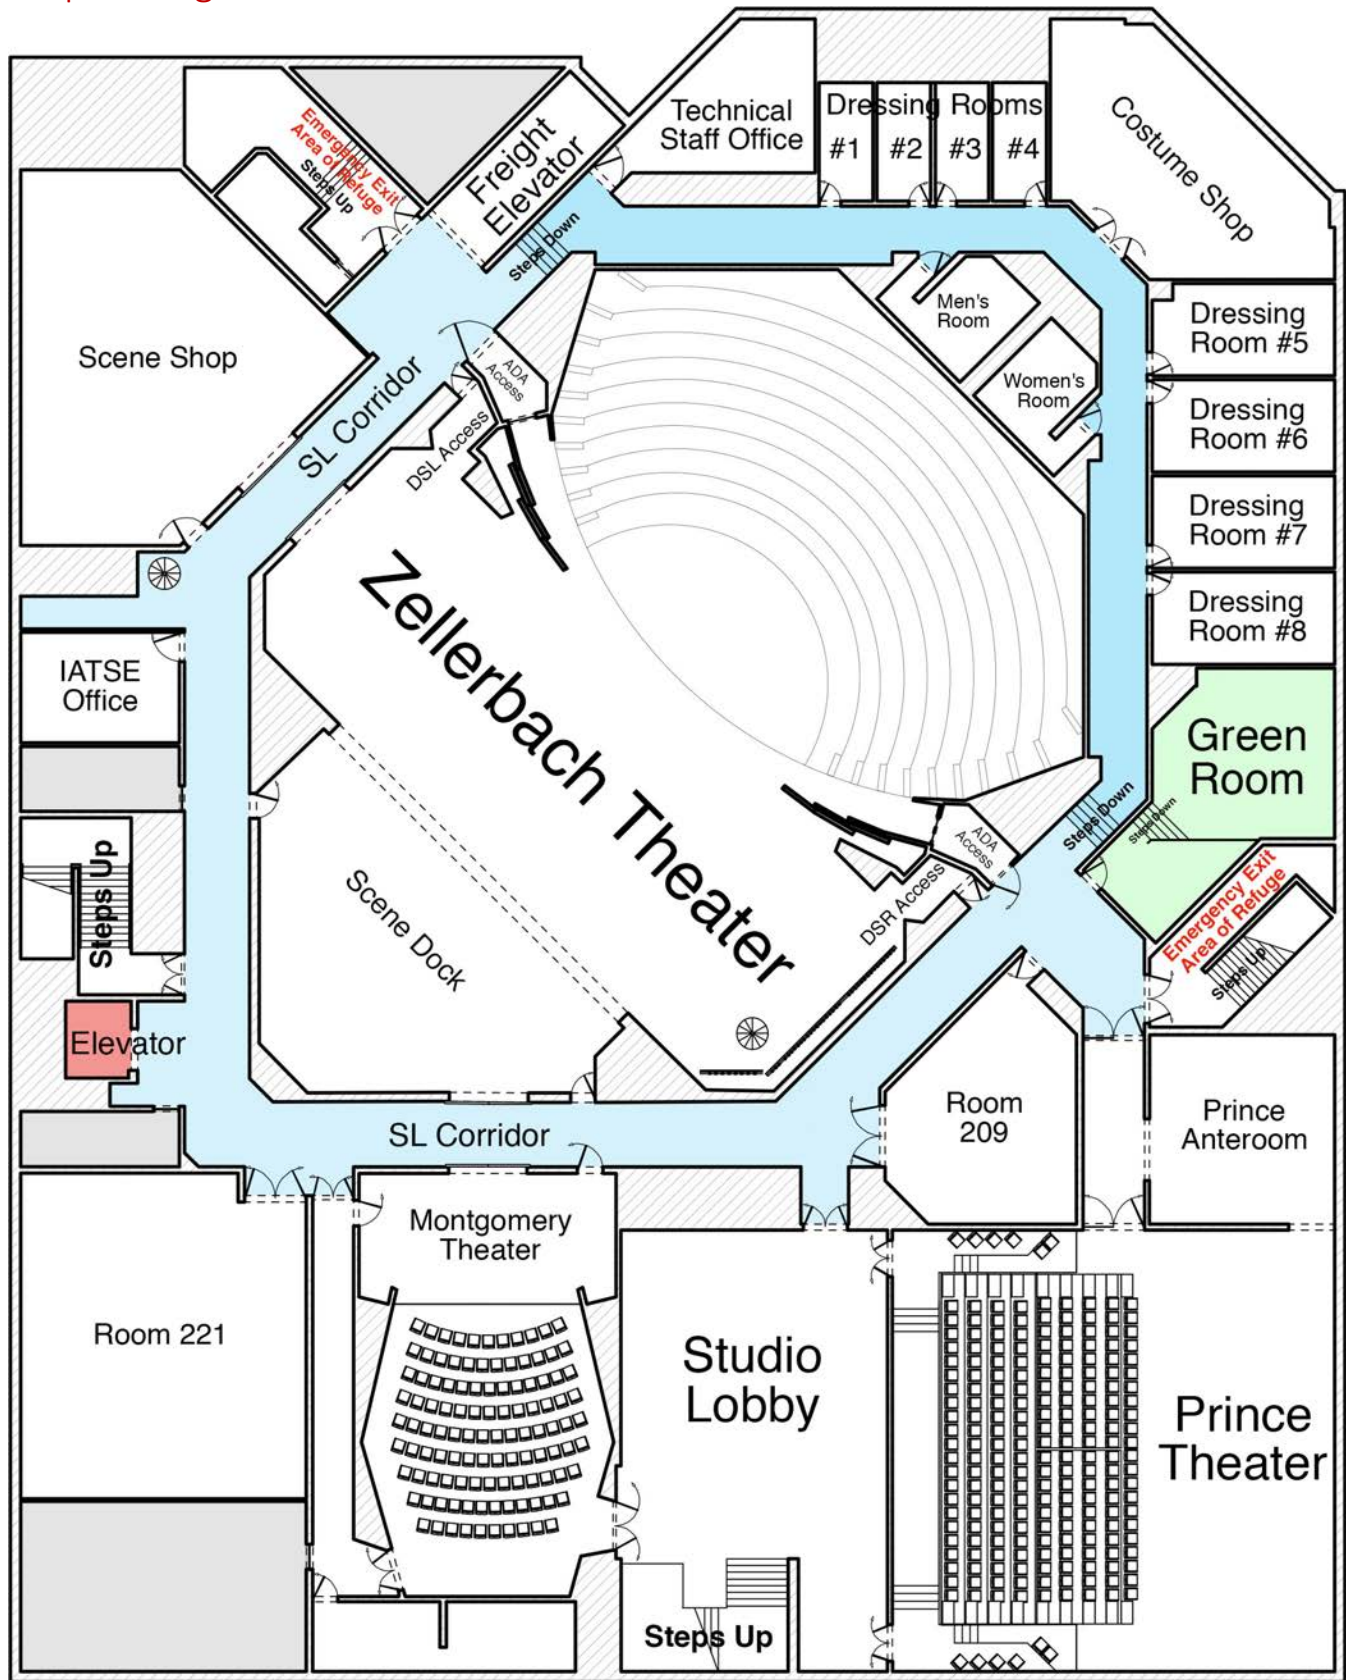 Technical
Staff Office
Dressing Rooms
#1
#2
#3
#4
Costume Shop
Emergency Exit
Area of Refuge
Steps Up
Freight
Elevator
Steps Down
Scene Shop
SL Corridor
ADA
Access
DSL Access
Men's
Room
Women's
Room
Dressing
Room #5
Dressing
Room #6
Dressing
Room #7
Dressing
Room #8
IATSE
Office
Zellerbach Theater
Green
Room
Steps Down
Steps Down
Steps Up
Scene Dock
ADA
Access
DSR Access
Emergency Exit
Area of Refuge
Steps Up
Elevator
SL Corridor
Room
209
Prince
Anteroom
Montgomery
Theater
Room 221
Studio
Lobby
Prince
Theater
Steps Up